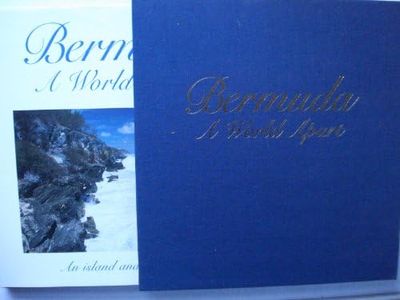 Berm
A World
An island and
Bermuda
A World Apart